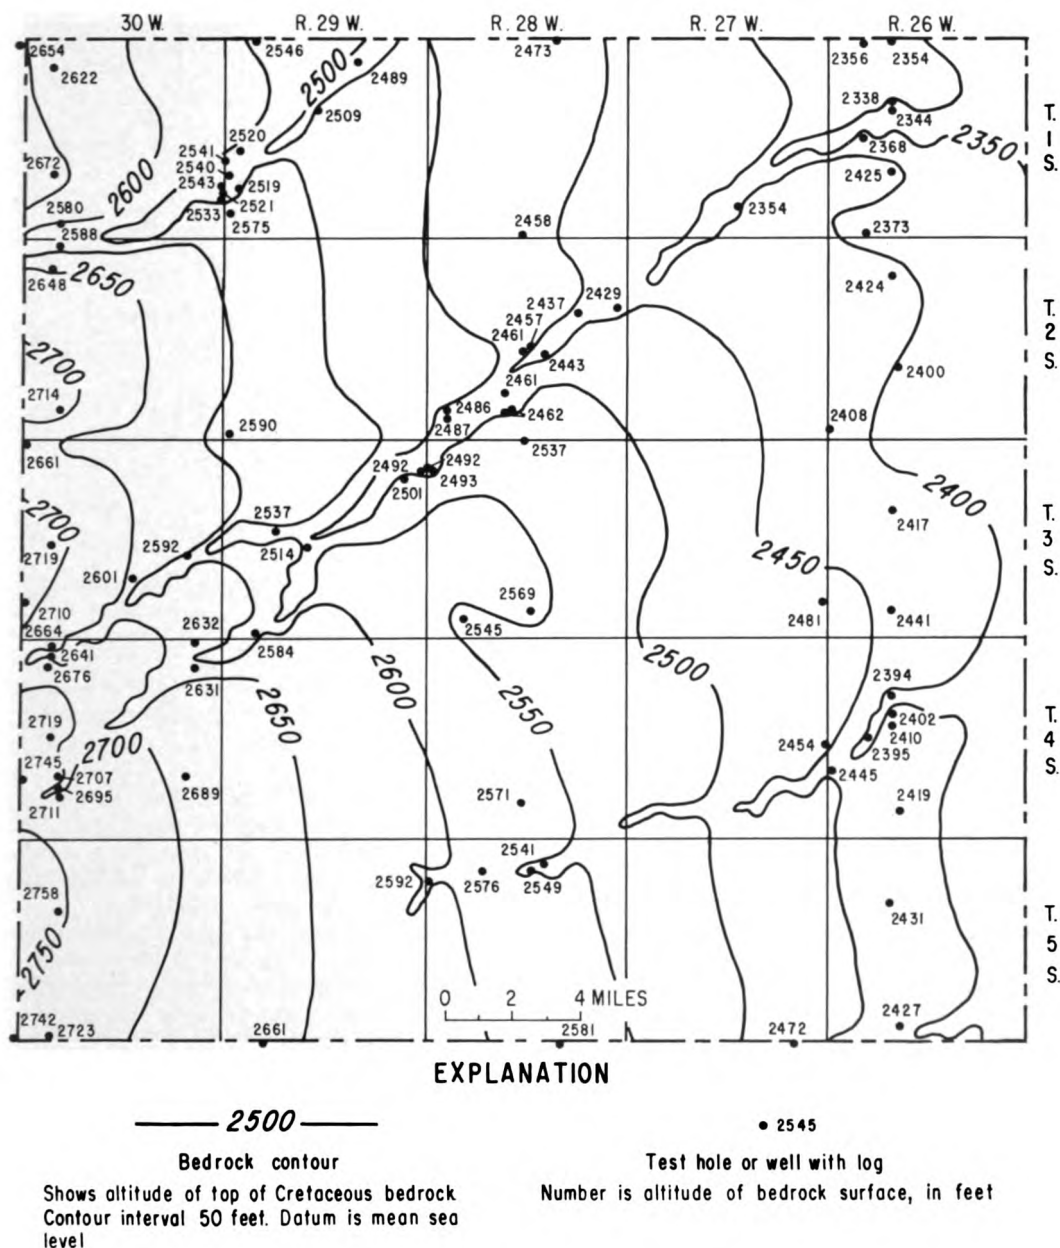 30 W. R. 29 W. R. 28 W. R. 27 W. R. 26 W.
2654 2546 2473 2356 2354
2622 2500 2489
2509 2338 2344
T. 1 S.
2541 2520 2368 2350
2672 2540 2425
2600 2543 2519
2580 2533 2521 2354
2588 2575 2458 2373
2648 2650 2424
2437 2429
T. 2 S.
2457
2461 2443
2700 2461 2400
2714 2486 2462 2408
2590 2487 2537
2661 2492 2492
2501 2493 2400
2700 2537 2417
T. 3 S.
2719 2592 2514 2450
2601
2710 2569 2481 2441
2664 2632 2545
2641 2584
2676 2631 2600 2500 2394
2650 2550
2719 2402
T. 4 S.
2700 2454 2410
2395
2745 2707 2689 2445
2695
2711 2571 2419
2541
2592 2576 2549
2758 2431
T. 5 S.
2750
0 2 4 MILES
2742 2723 2661 2581 2472 2427
EXPLANATION
2500
Bedrock contour
Shows altitude of top of Cretaceous bedrock
Contour interval 50 feet. Datum is mean sea
level
2545
Test hole or well with log
Number is altitude of bedrock surface, in feet